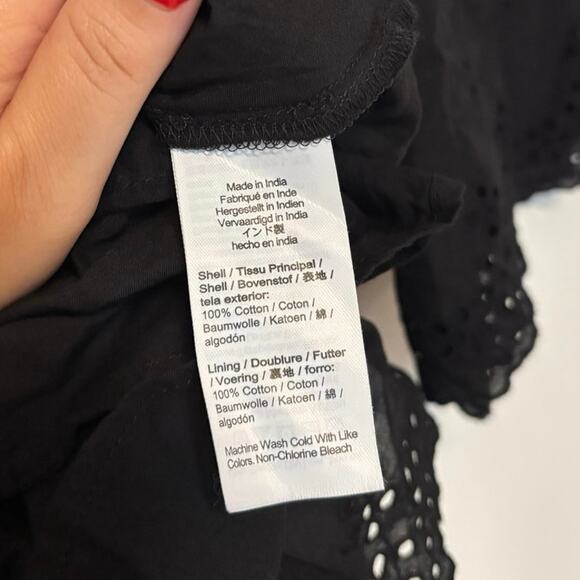 Made in India
Fabriqué en Inde
Hergestellt in Indien
Vervaardigd in India
インド製
hecho en india
Shell / Tissu Principal /
Shell / Bovenstof / 表地 /
tela exterior:
100% Cotton / Coton /
Baumwolle / Katoen / 綿 /
algodón
Lining / Doublure / Futter
/ Voering / 裏地 / forro:
100% Cotton / Coton /
Baumwolle / Katoen / 綿 /
algodón
Machine Wash Cold With Like
Colors. Non-Chlorine Bleach